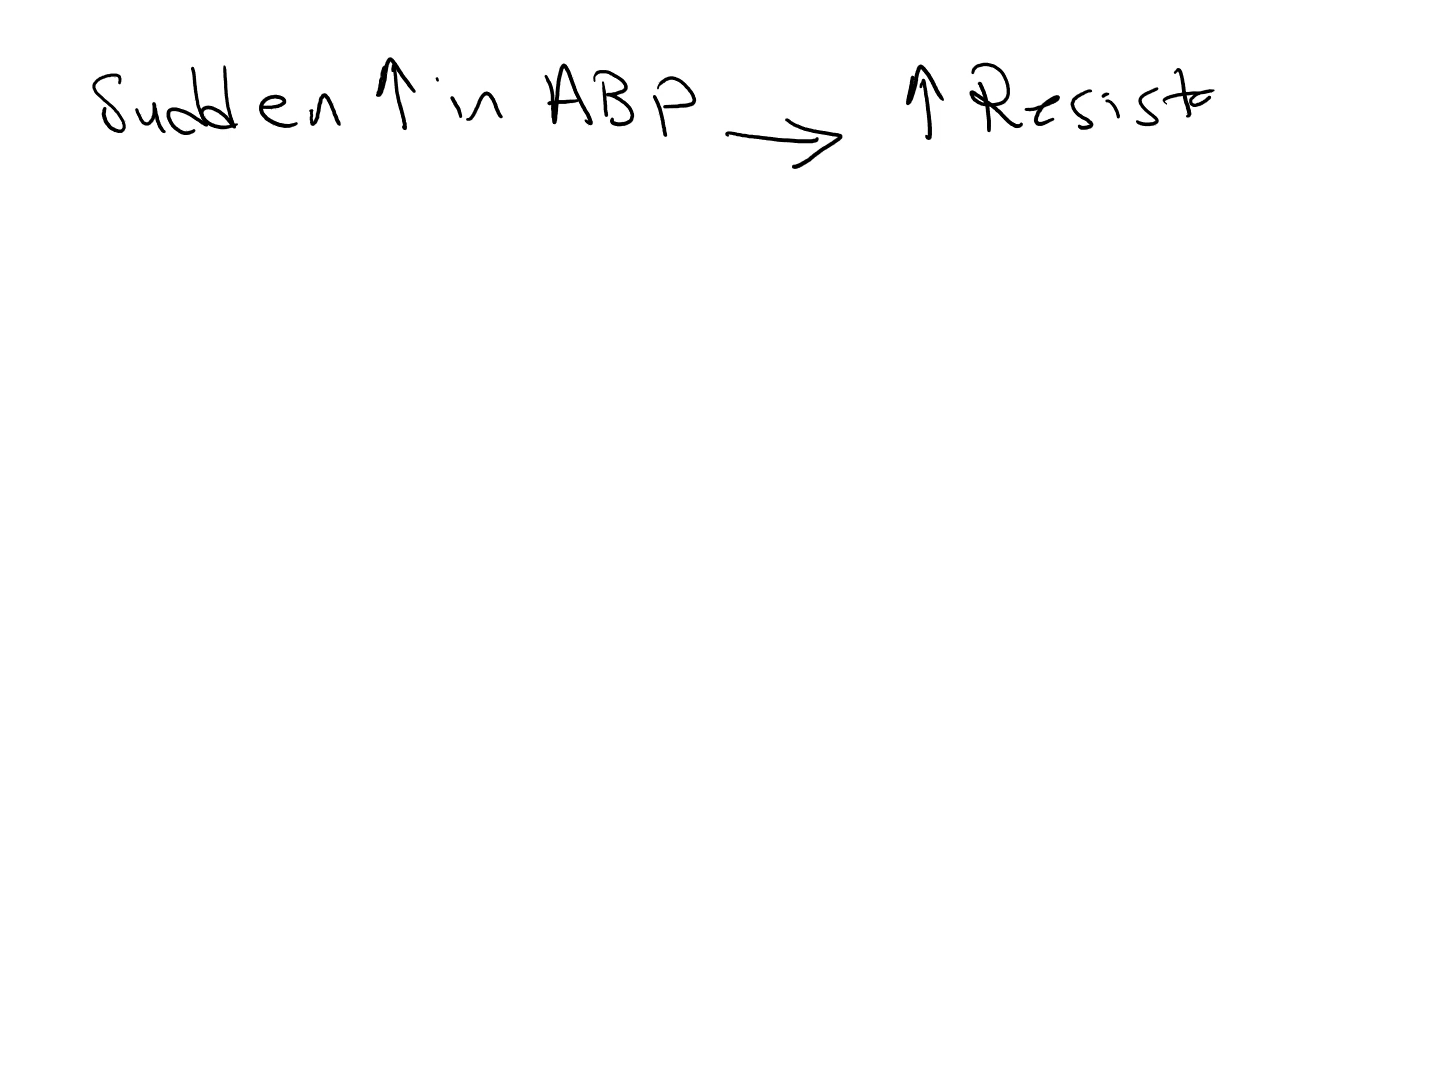 Sudden ↑ in ABP → ↑ Resist